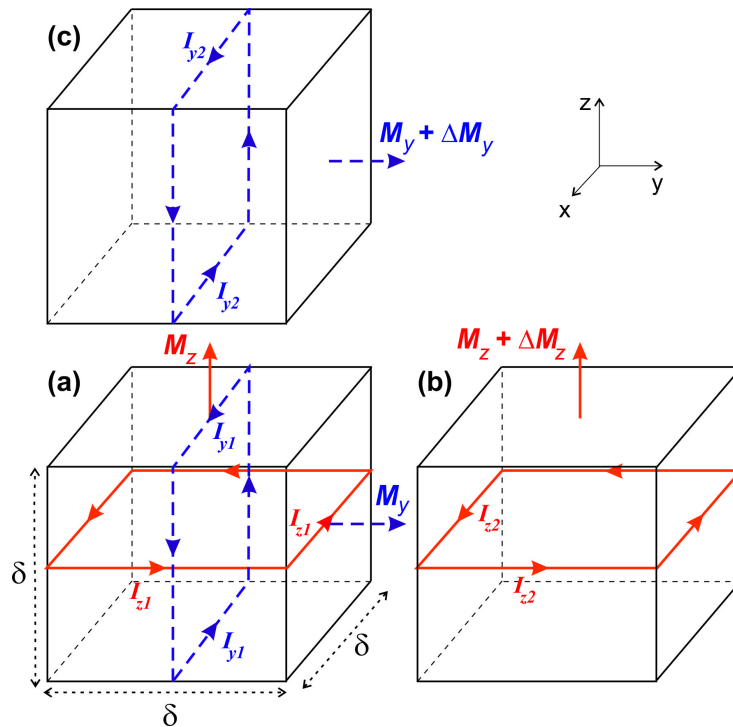 (c)
I_y2
M_y + ΔM_y
z
y
x
I_y2
M_z
M_z + ΔM_z
(a)
(b)
I_y1
M_y
I_z1
I_z2
δ
I_z1
I_z2
I_y1
δ
δ